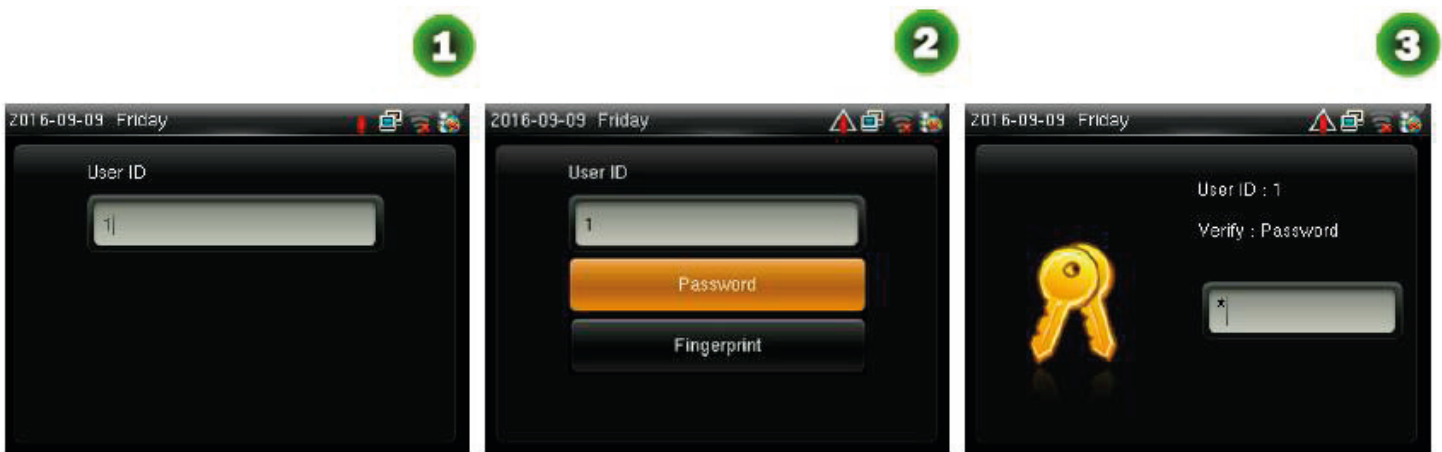 1
2
3
2016-09-09 Friday
User ID
1
2016-09-09 Friday
User ID
1
Password
Fingerprint
2016-09-09 Friday
User ID : 1
Verify : Password
*